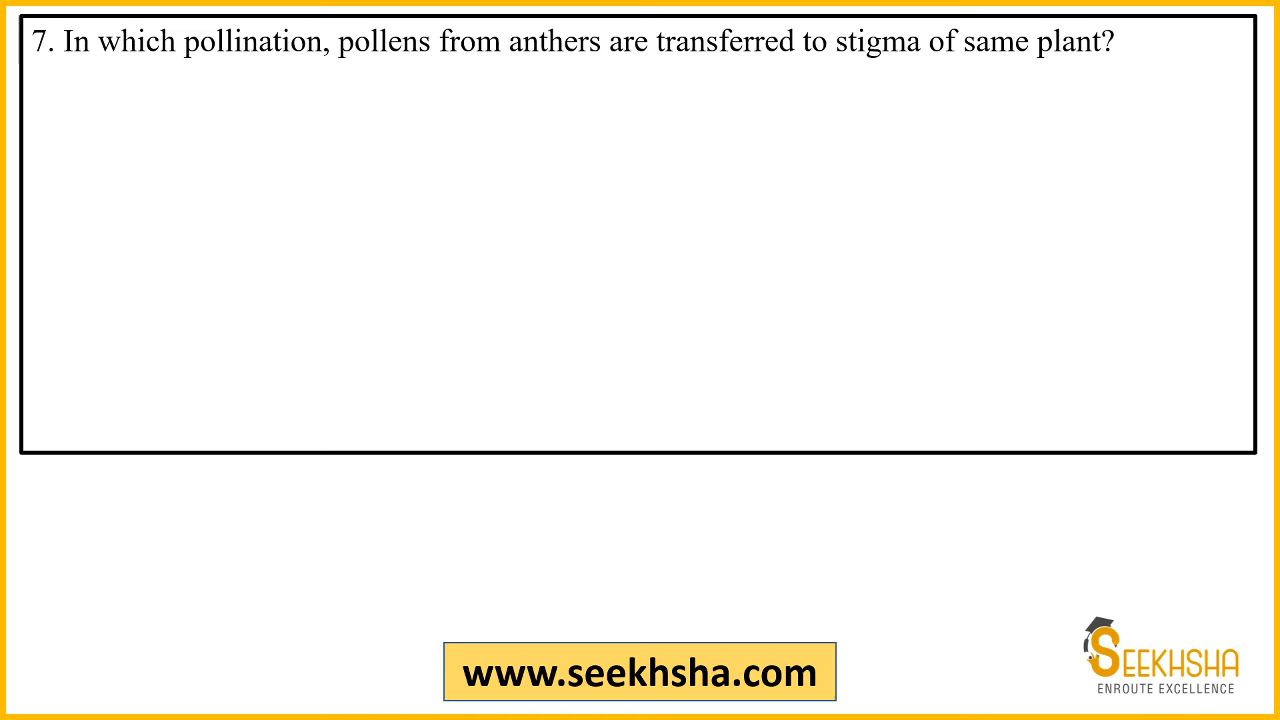 7. In which pollination, pollens from anthers are transferred to stigma of same plant?
www.seekhsha.com
SEEKHSHA
ENROUTE EXCELLENCE